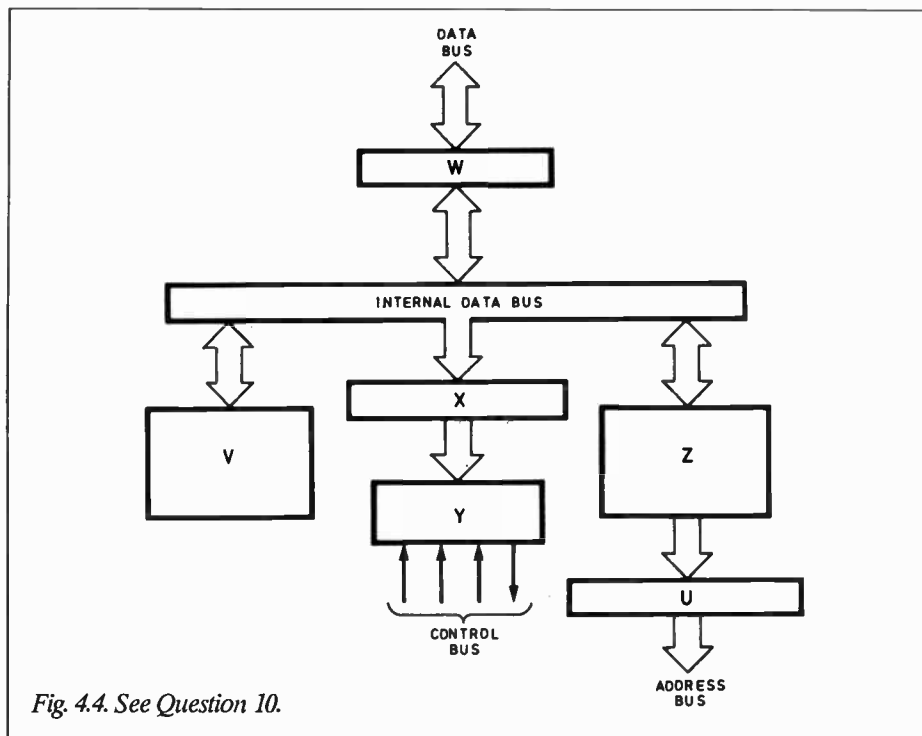 DATA
BUS
W
INTERNAL DATA BUS
V
X
Z
Y
U
CONTROL
BUS
ADDRESS
BUS
Fig. 4.4. See Question 10.